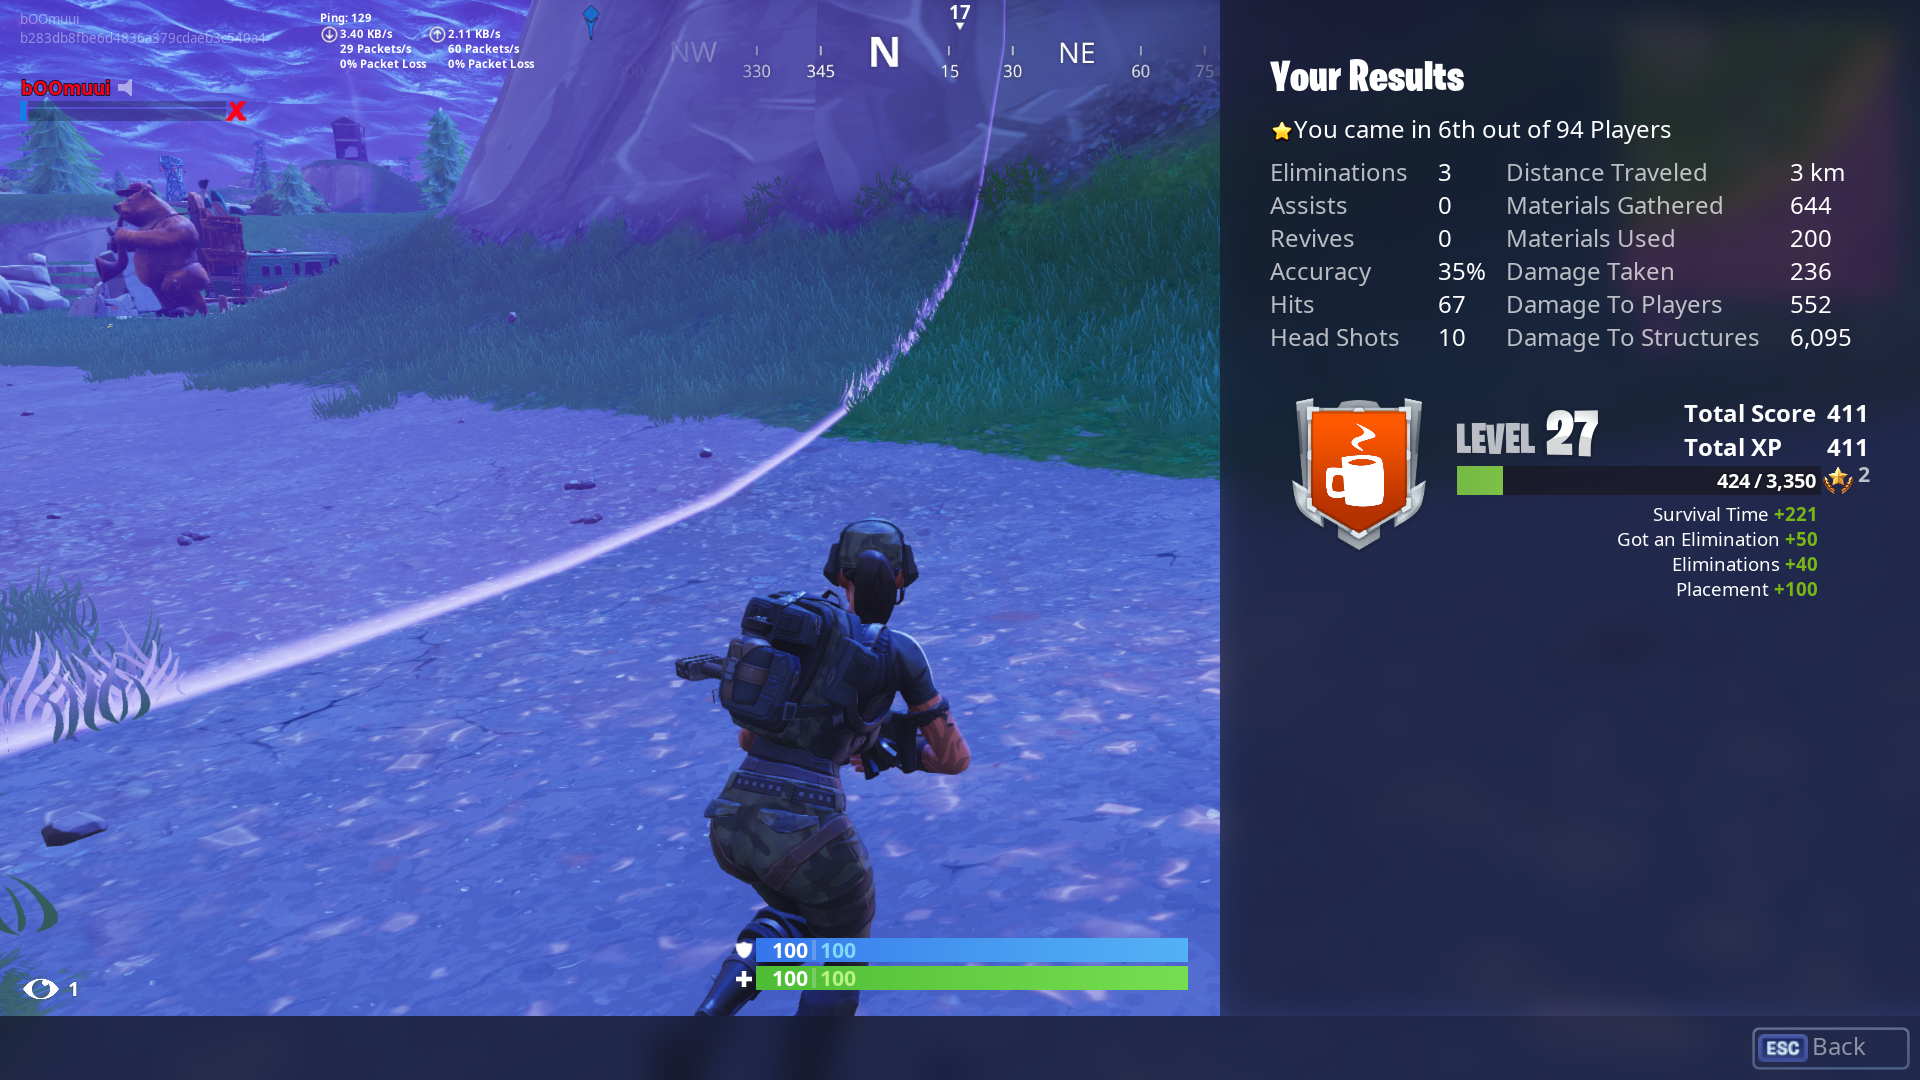 bOOmuui
b283db8fbe6d4836a379cdaeb3c540a4
Ping: 129
3.40 KB/s 2.11 KB/s
29 Packets/s 60 Packets/s
0% Packet Loss 0% Packet Loss
bOOmuui
X
17
NW 330 345 N 15 30 NE 60 75
Your Results
You came in 6th out of 94 Players
Eliminations 3 Distance Traveled 3 km
Assists 0 Materials Gathered 644
Revives 0 Materials Used 200
Accuracy 35% Damage Taken 236
Hits 67 Damage To Players 552
Head Shots 10 Damage To Structures 6,095
LEVEL 27
Total Score 411
Total XP 411
424 / 3,350 2
Survival Time +221
Got an Elimination +50
Eliminations +40
Placement +100
100 | 100
100 | 100
1
ESC Back